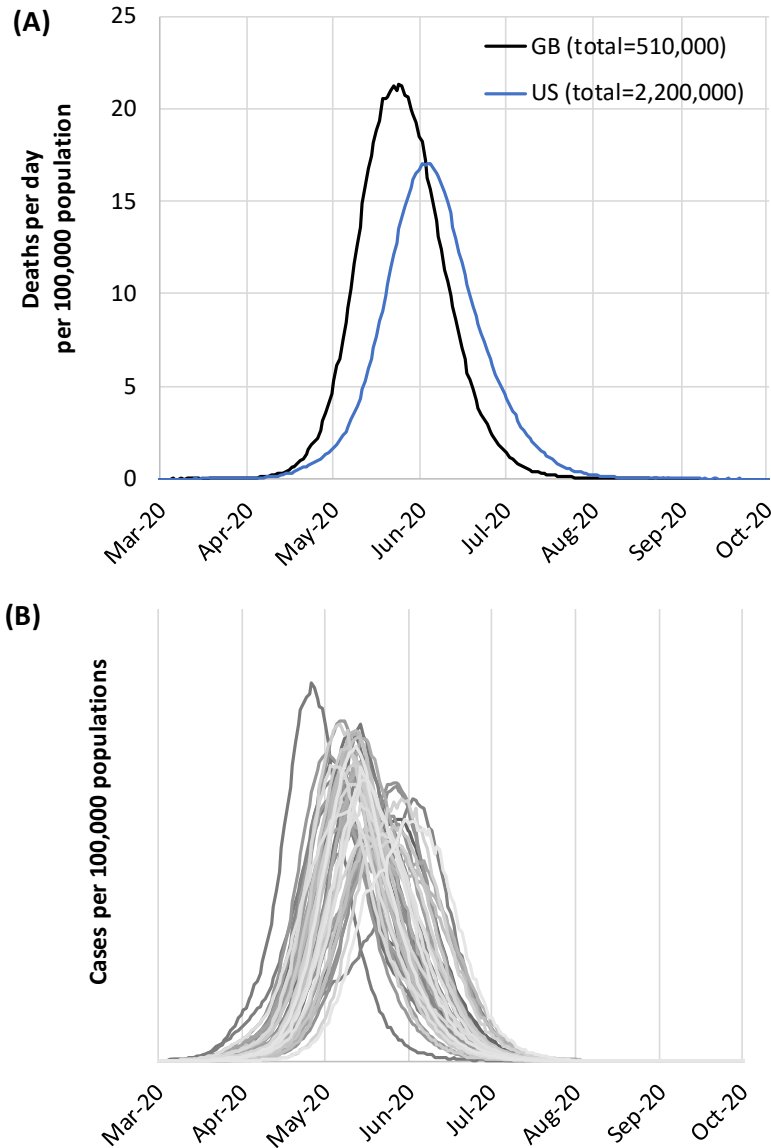 (A)
Deaths per day
per 100,000 population
25
20
15
10
5
0
GB (total=510,000)
US (total=2,200,000)
Mar-20
Apr-20
May-20
Jun-20
Jul-20
Aug-20
Sep-20
Oct-20
(B)
Cases per 100,000 populations
Mar-20
Apr-20
May-20
Jun-20
Jul-20
Aug-20
Sep-20
Oct-20